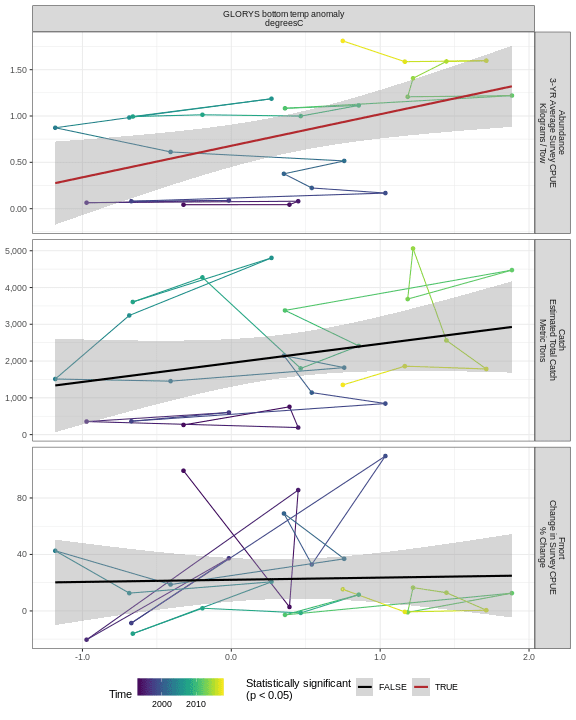 GLORYS bottom temp anomaly
degreesC
1.50
1.00
0.50
0.00
Abundance
3-YR Average Survey CPUE
Kilograms / Tow
5,000
4,000
3,000
2,000
1,000
0
Catch
Estimated Total Catch
Metric Tons
80
40
0
Fmort
Change in Survey CPUE
% Change
-1.0
0.0
1.0
2.0
Time
2000
2010
Statistically significant
(p < 0.05)
FALSE
TRUE